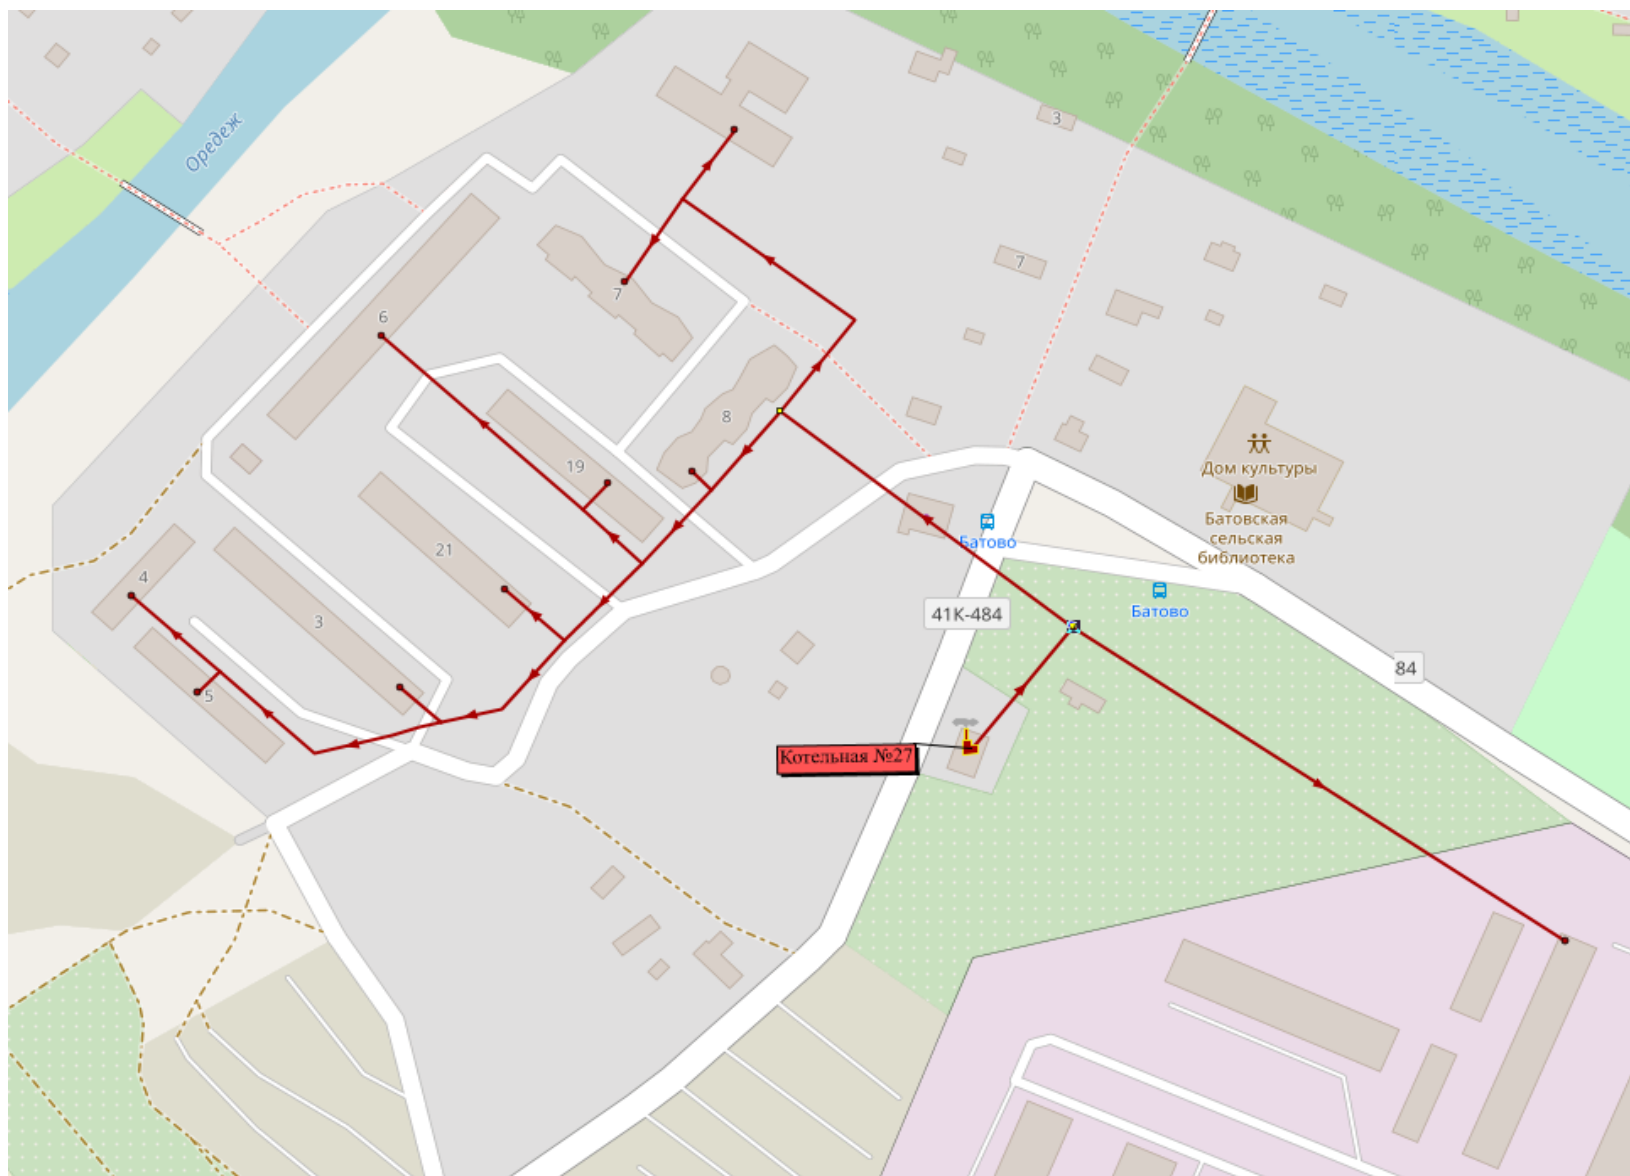 Оредеж
3
7
7
6
8
Дом культуры
19
Батовская
сельская
библиотека
Батово
21
4
41К-484
Батово
3
84
5
Котельная №27